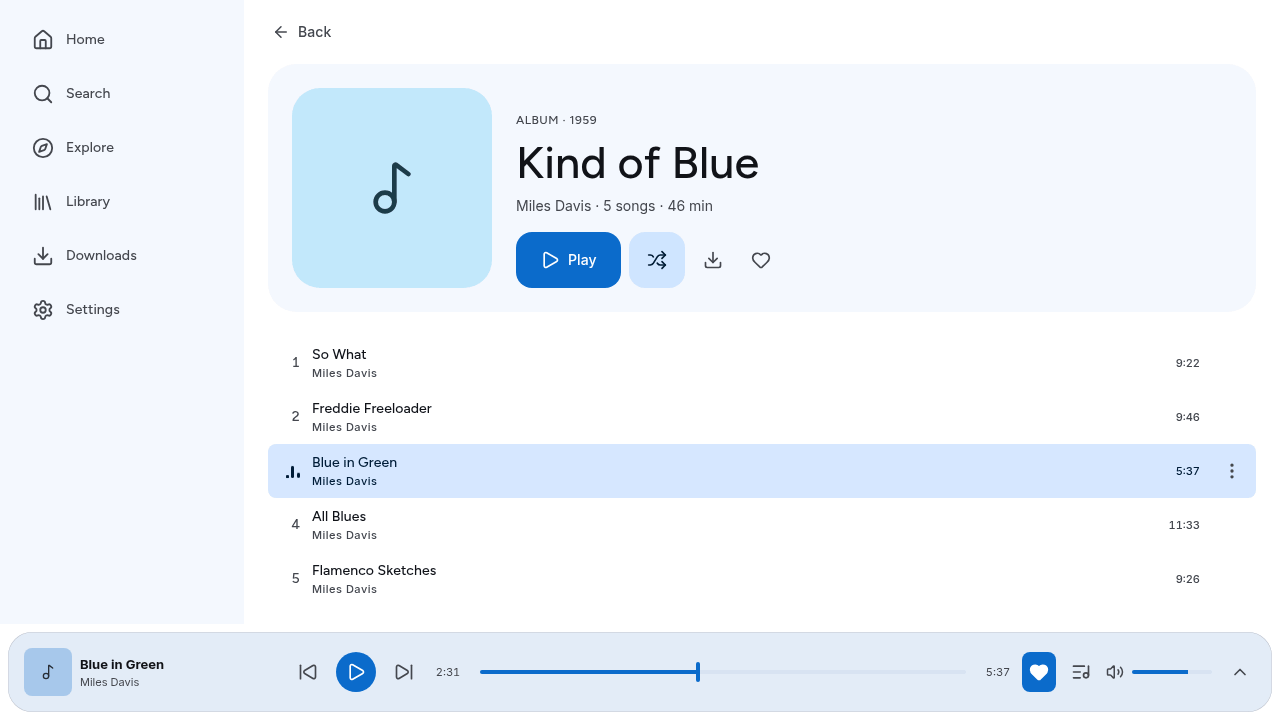 Home
Search
Explore
Library
Downloads
Settings
Back
ALBUM · 1959
Kind of Blue
Miles Davis · 5 songs · 46 min
Play
1 So What 9:22
Miles Davis
2 Freddie Freeloader 9:46
Miles Davis
Blue in Green 5:37
Miles Davis
4 All Blues 11:33
Miles Davis
5 Flamenco Sketches 9:26
Miles Davis
Blue in Green
Miles Davis
2:31 5:37